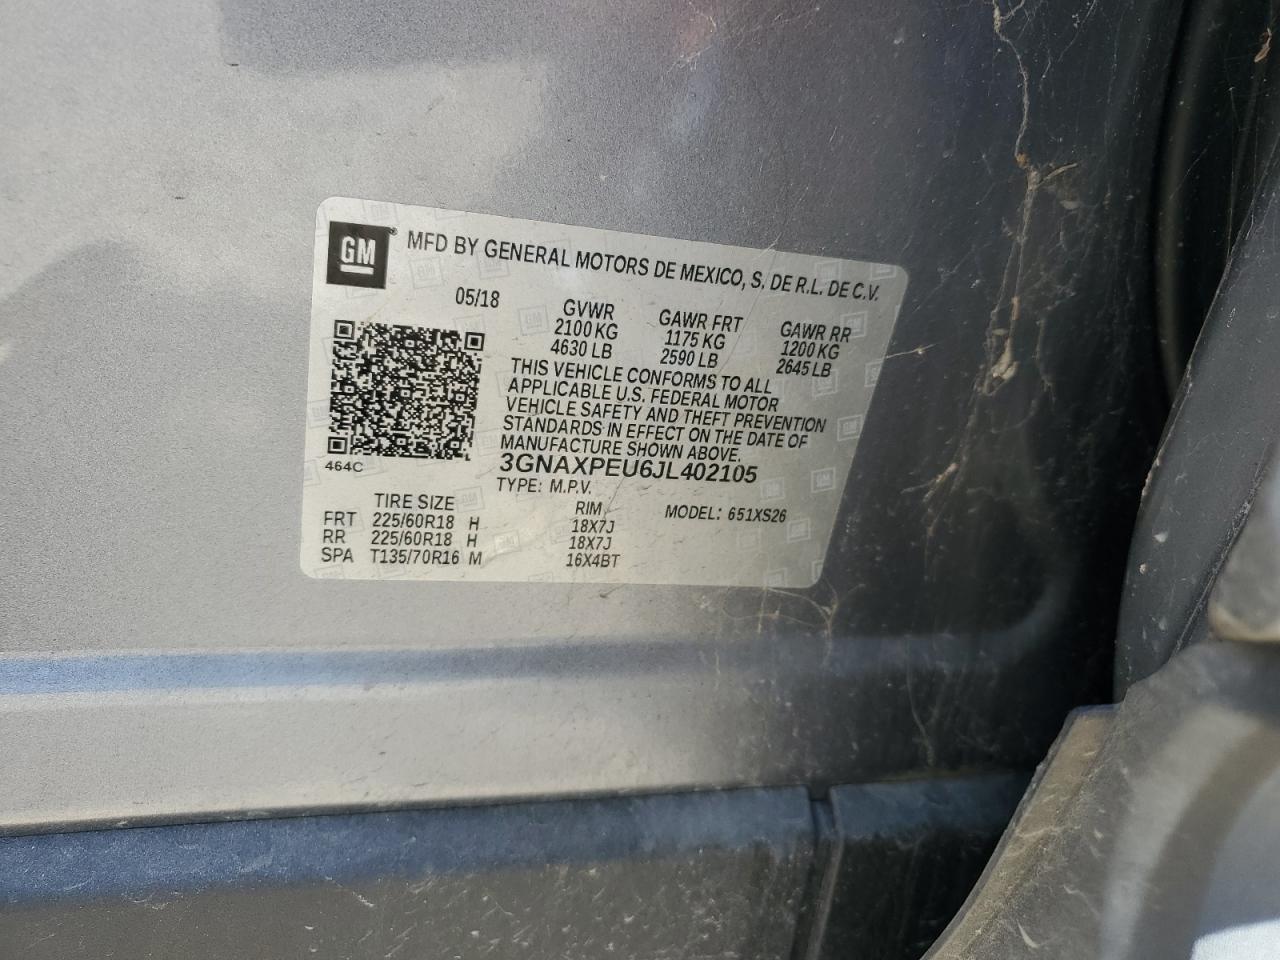 GM
MFD BY GENERAL MOTORS DE MEXICO, S. DE R.L. DE C.V.
05/18
GVWR GAWR FRT GAWR RR
2100 KG 1175 KG 1200 KG
4630 LB 2590 LB 2645 LB
THIS VEHICLE CONFORMS TO ALL
APPLICABLE U.S. FEDERAL MOTOR
VEHICLE SAFETY AND THEFT PREVENTION
STANDARDS IN EFFECT ON THE DATE OF
MANUFACTURE SHOWN ABOVE.
464C
3GNAXPEU6JL402105
TYPE: M.P.V.
MODEL: 651XS26
TIRE SIZE RIM
FRT 225/60R18 H 18X7J
RR 225/60R18 H 18X7J
SPA T135/70R16 M 16X4BT